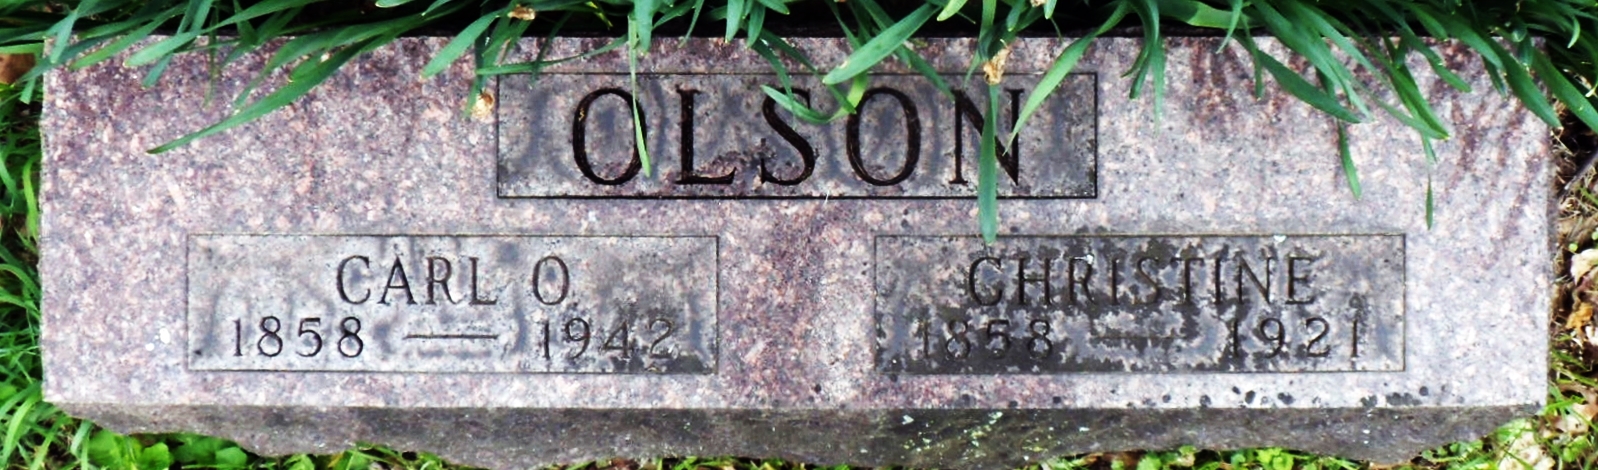 OLSON
CARL O.
1858 — 1942
CHRISTINE
1858 — 1921